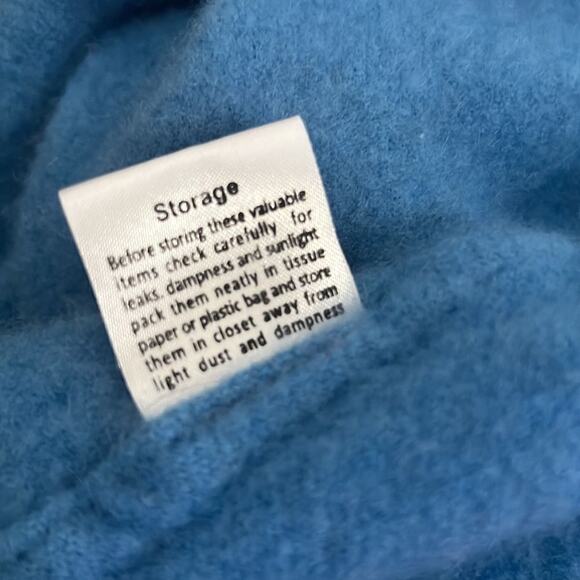 Storage
Before storing these valuable
items check carefully for
leaks, dampness and sunlight
pack them neatly in tissue
paper or plastic bag and store
them in closet away from
light dust and dampness